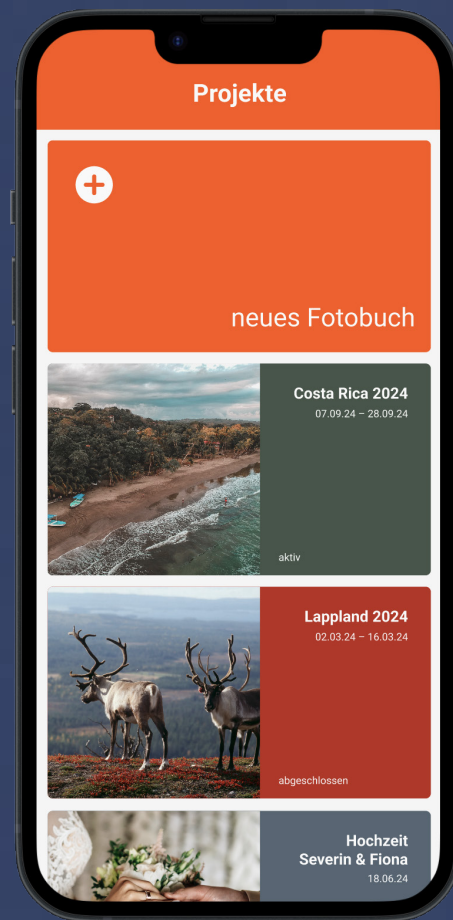 Projekte
neues Fotobuch
Costa Rica 2024
07.09.24 – 28.09.24
aktiv
Lappland 2024
02.03.24 – 16.03.24
abgeschlossen
Hochzeit
Severin & Fiona
18.06.24